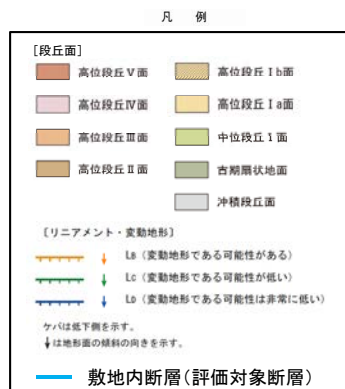 凡 例
[段丘面]
高位段丘Ⅴ面 高位段丘Ⅰb面
高位段丘Ⅳ面 高位段丘Ⅰa面
高位段丘Ⅲ面 中位段丘1面
高位段丘Ⅱ面 古期扇状地面
沖積段丘面
[リニアメント・変動地形]
LB (変動地形である可能性がある)
LC (変動地形である可能性が低い)
LD (変動地形である可能性は非常に低い)
ケバは低下側を示す。
↓は地形面の傾斜の向きを示す。
敷地内断層(評価対象断層)